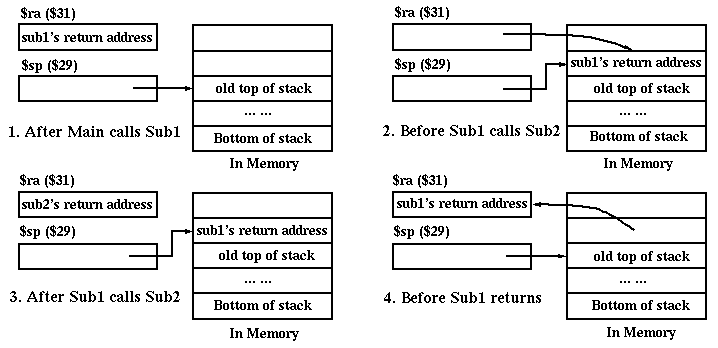 $ra ($31)
sub1's return address
$sp ($29)
old top of stack
... ...
Bottom of stack
1. After Main calls Sub1
In Memory
$ra ($31)
$sp ($29)
sub1's return address
old top of stack
... ...
Bottom of stack
2. Before Sub1 calls Sub2
In Memory
$ra ($31)
sub2's return address
$sp ($29)
sub1's return address
old top of stack
... ...
Bottom of stack
3. After Sub1 calls Sub2
In Memory
$ra ($31)
sub1's return address
$sp ($29)
old top of stack
... ...
Bottom of stack
4. Before Sub1 returns
In Memory